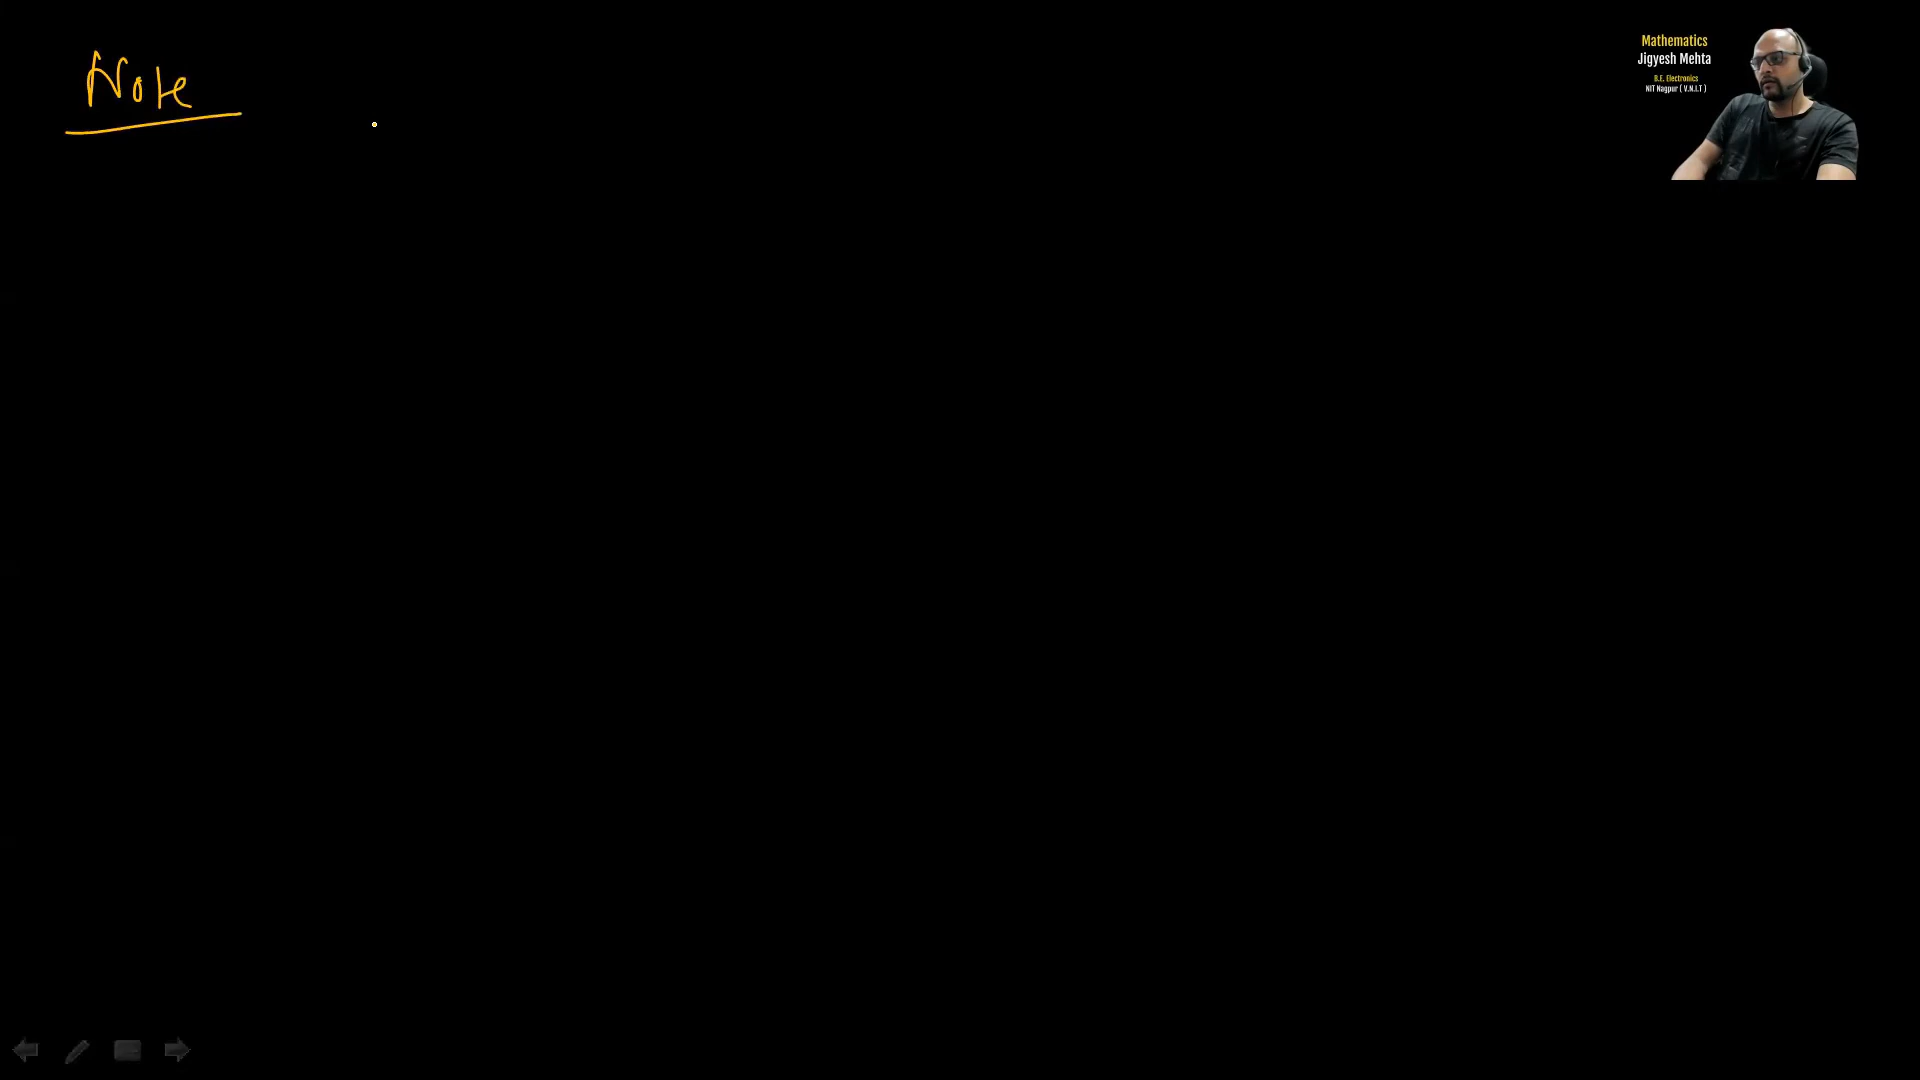 Note
Mathematics
Jigyesh Mehta
B.E. Electronics
NIT Nagpur ( V.N.I.T )